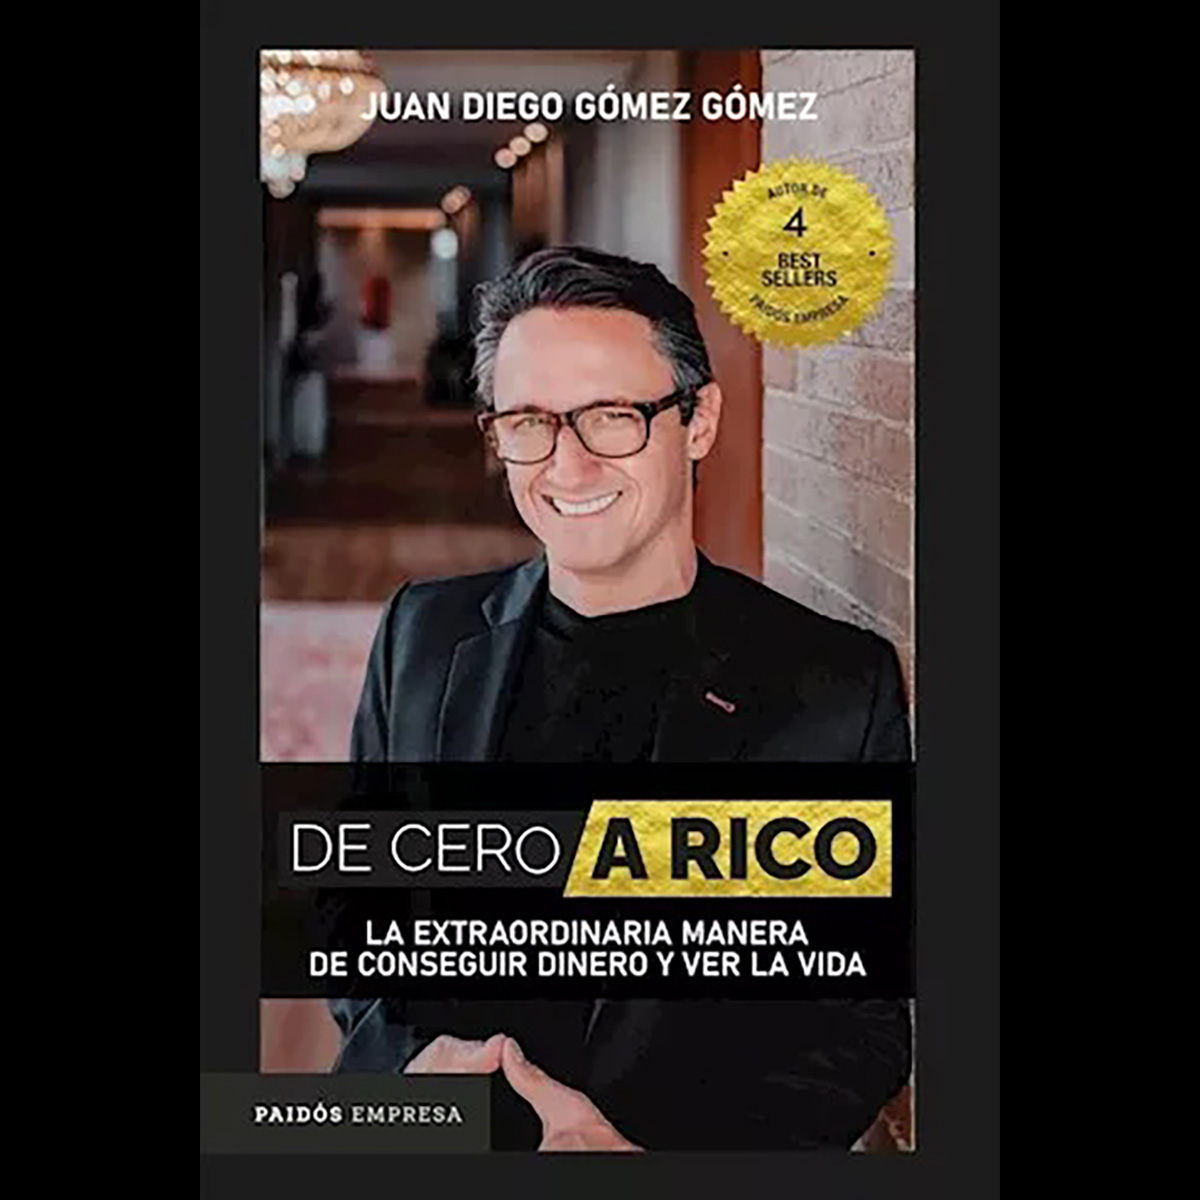 JUAN DIEGO GÓMEZ GÓMEZ
AUTOR DE
4
BEST
SELLERS
PAIDÓS EMPRESA
DE CERO A RICO
LA EXTRAORDINARIA MANERA
DE CONSEGUIR DINERO Y VER LA VIDA
PAIDÓS EMPRESA